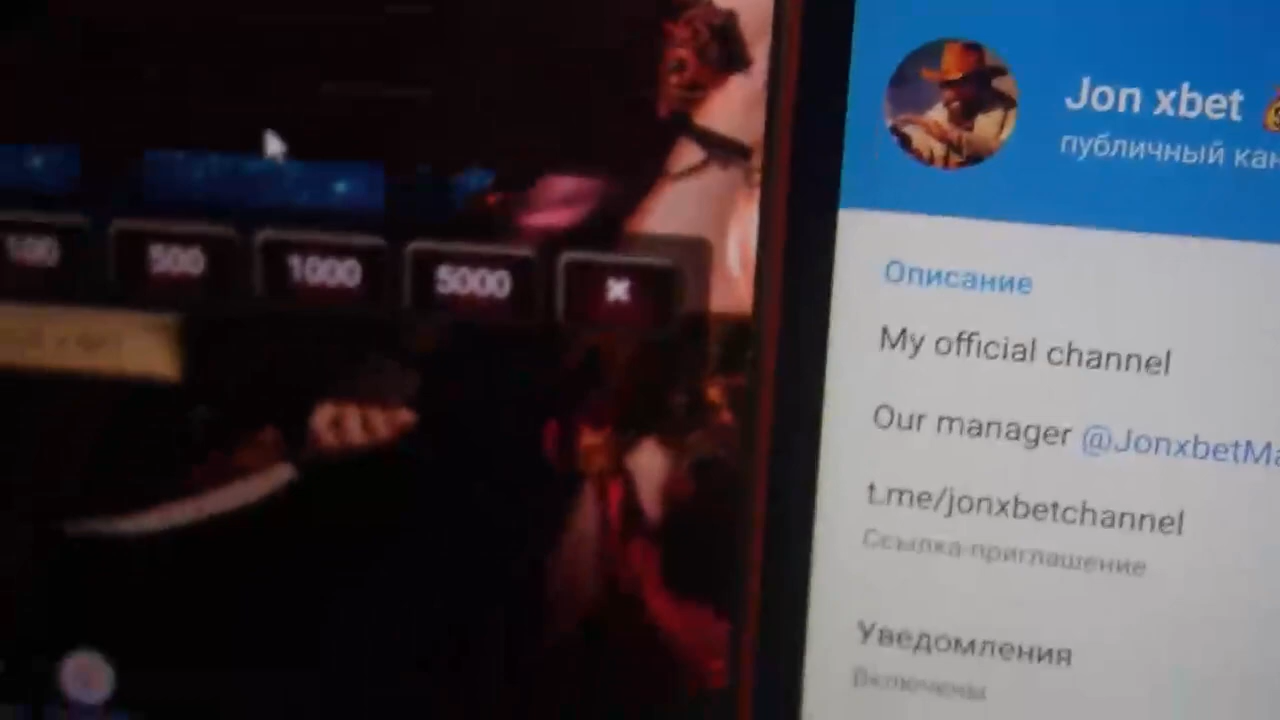 100
500
1000
5000
Jon xbet
публичный кан
Описание
My official channel
Our manager @JonxbetMa
t.me/jonxbetchannel
Ссылка-приглашение
Уведомления
Включены